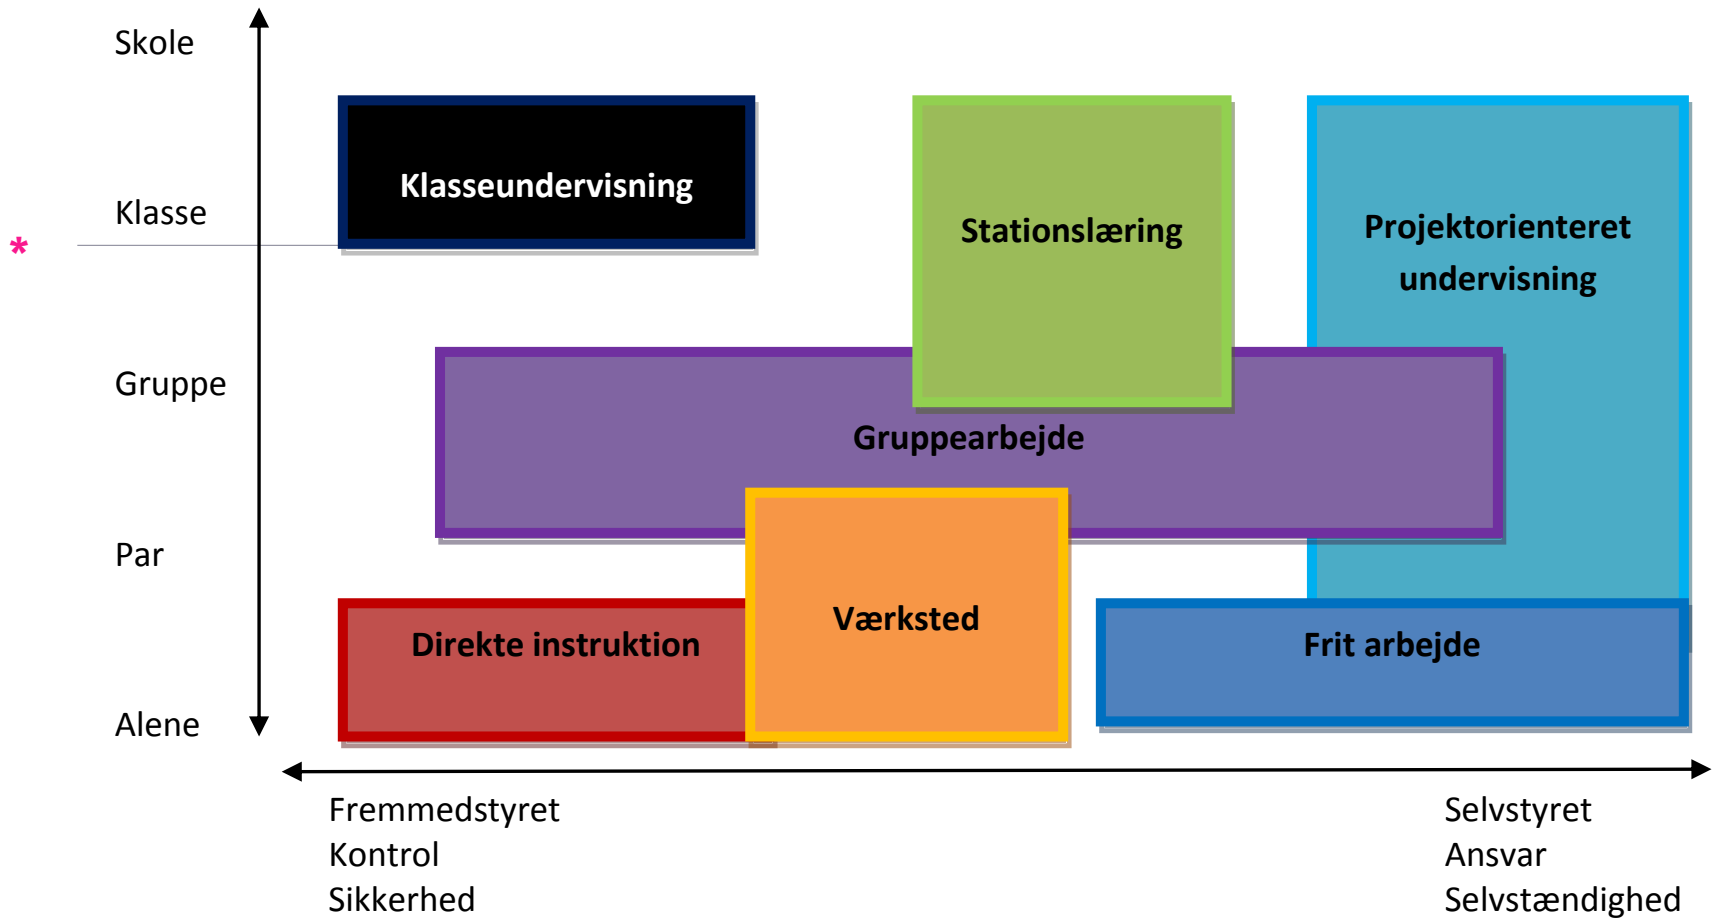 Skole
Klasseundervisning
Klasse
*
Stationslæring
Projektorienteret
undervisning
Gruppe
Gruppearbejde
Par
Værksted
Direkte instruktion
Frit arbejde
Alene
Fremmedstyret
Kontrol
Sikkerhed
Selvstyret
Ansvar
Selvstændighed